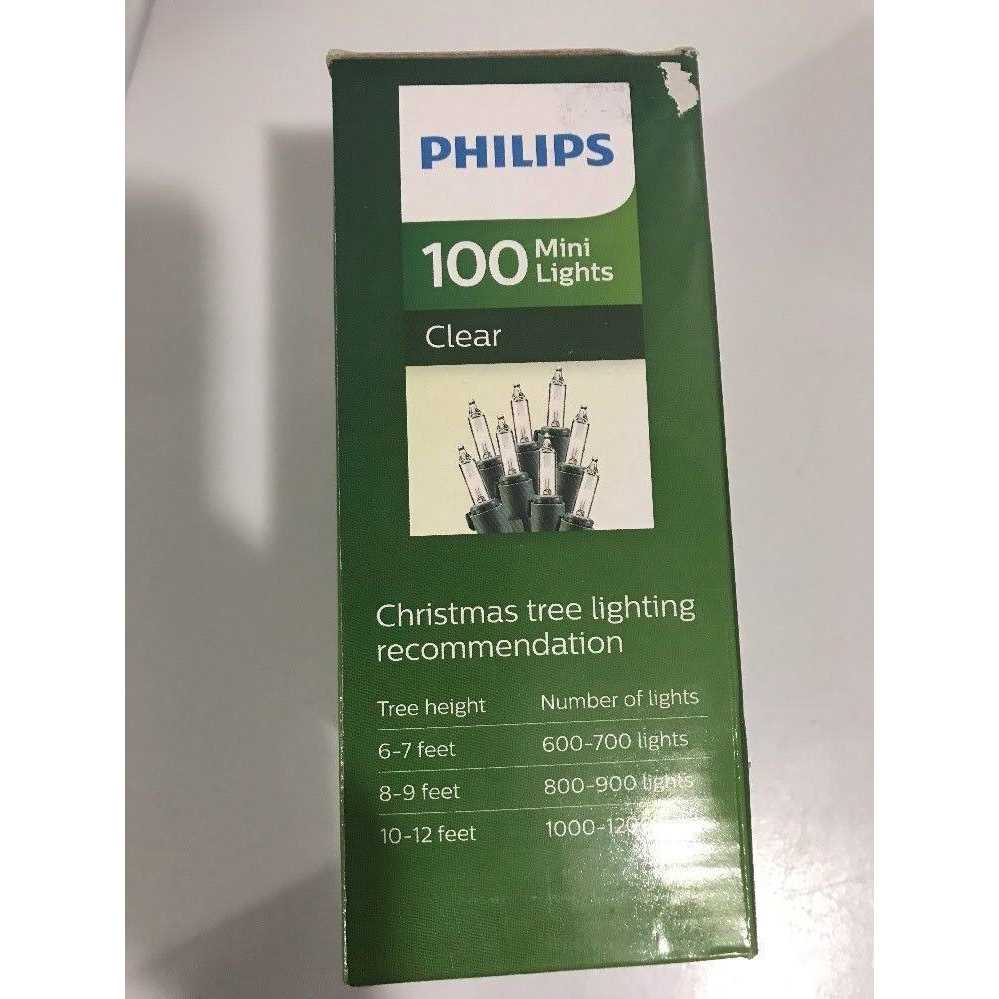 PHILIPS
100 Mini
Lights
Clear
Christmas tree lighting
recommendation
Tree height Number of lights
6-7 feet 600-700 lights
8-9 feet 800-900 lights
10-12 feet